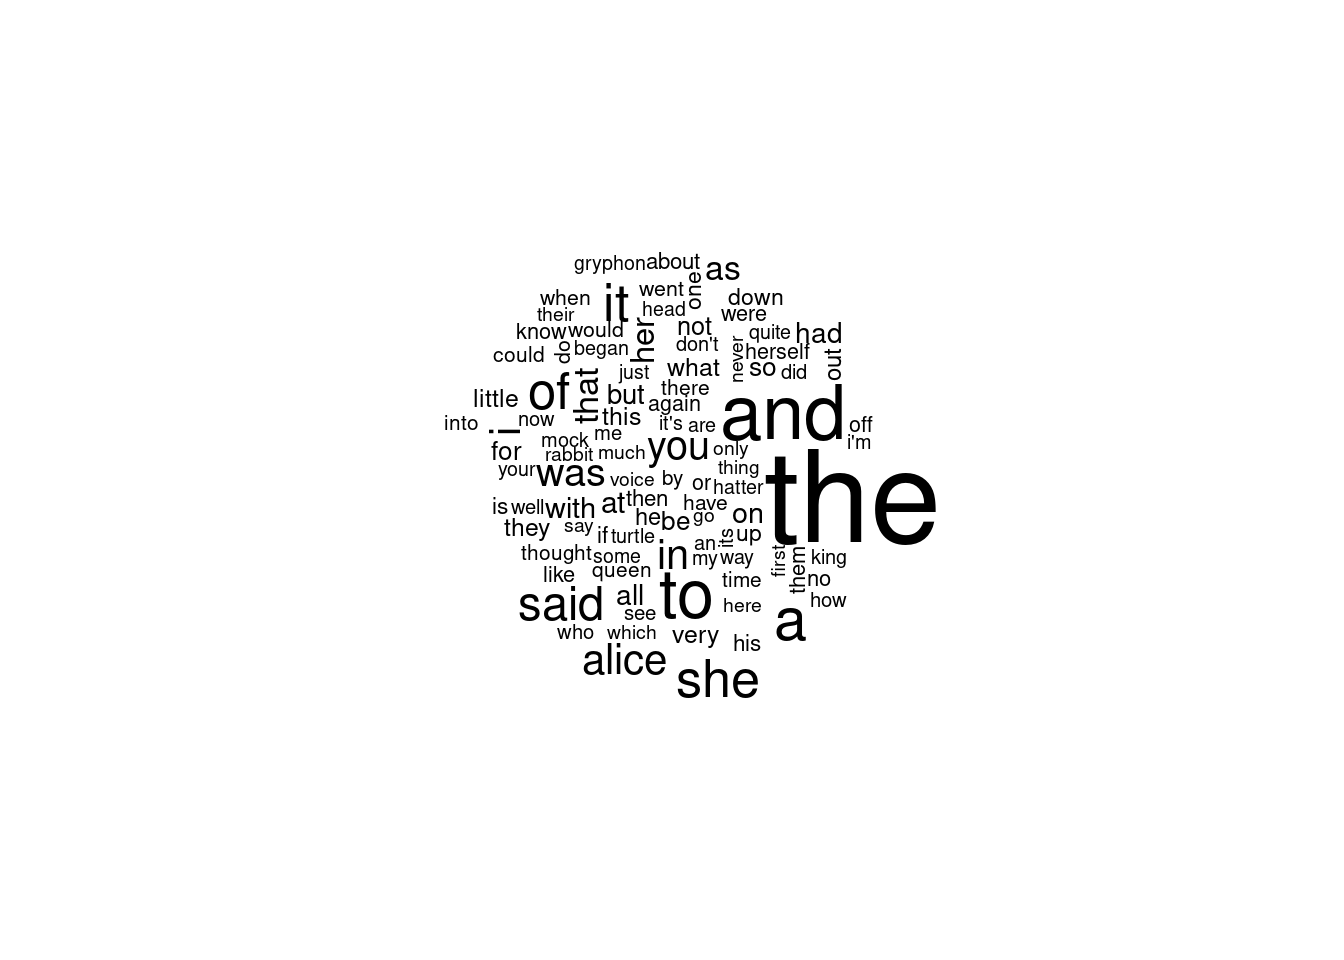 gryphon about as
when it went one down
their head were
know would her not quite had
could do began don't never herself out
just what so did
little of that but there and
into i now this again it's are off
for mock me you only i'm
rabbit much thing the
your was voice by or hatter
is well with at then have on
they say if turtle he be go its up
thought some in an my way first them king
like queen time no
said all to here a how
see
who which very his
alice she